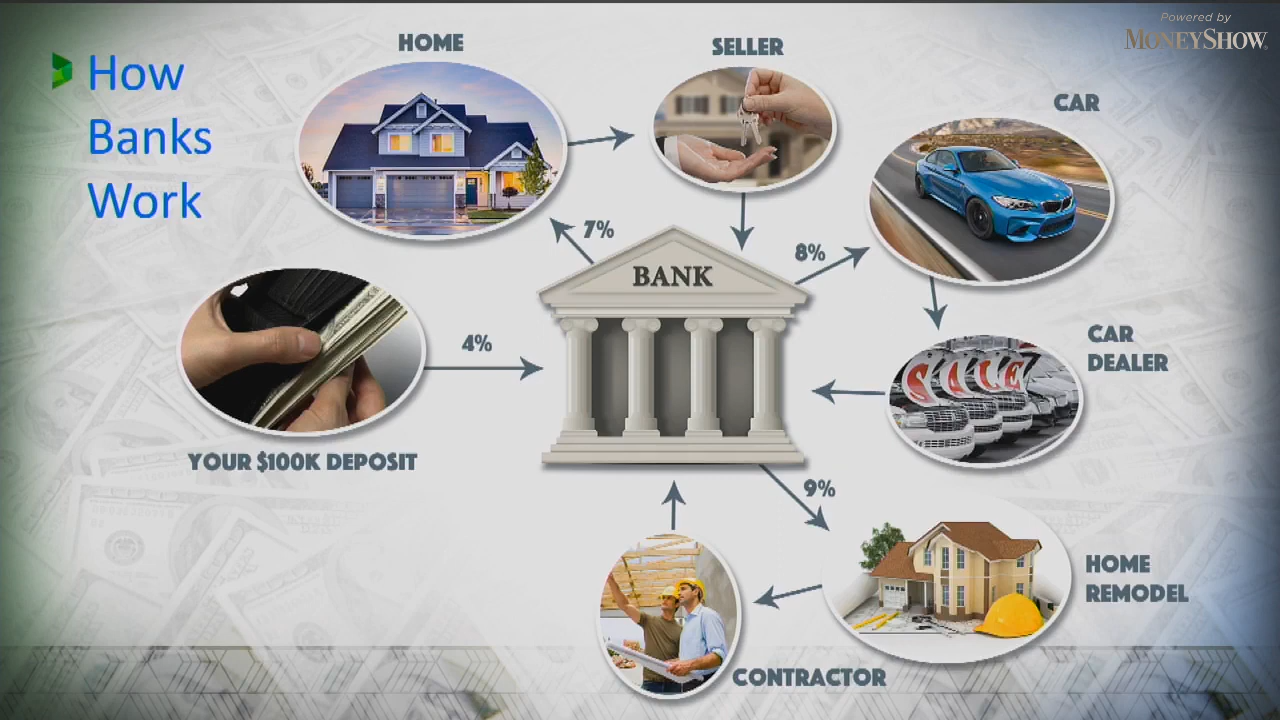 Powered by
MONEYSHOW
How
Banks
Work
HOME
SELLER
CAR
7%
8%
BANK
4%
CAR
DEALER
SALE
YOUR $100K DEPOSIT
9%
HOME
REMODEL
CONTRACTOR